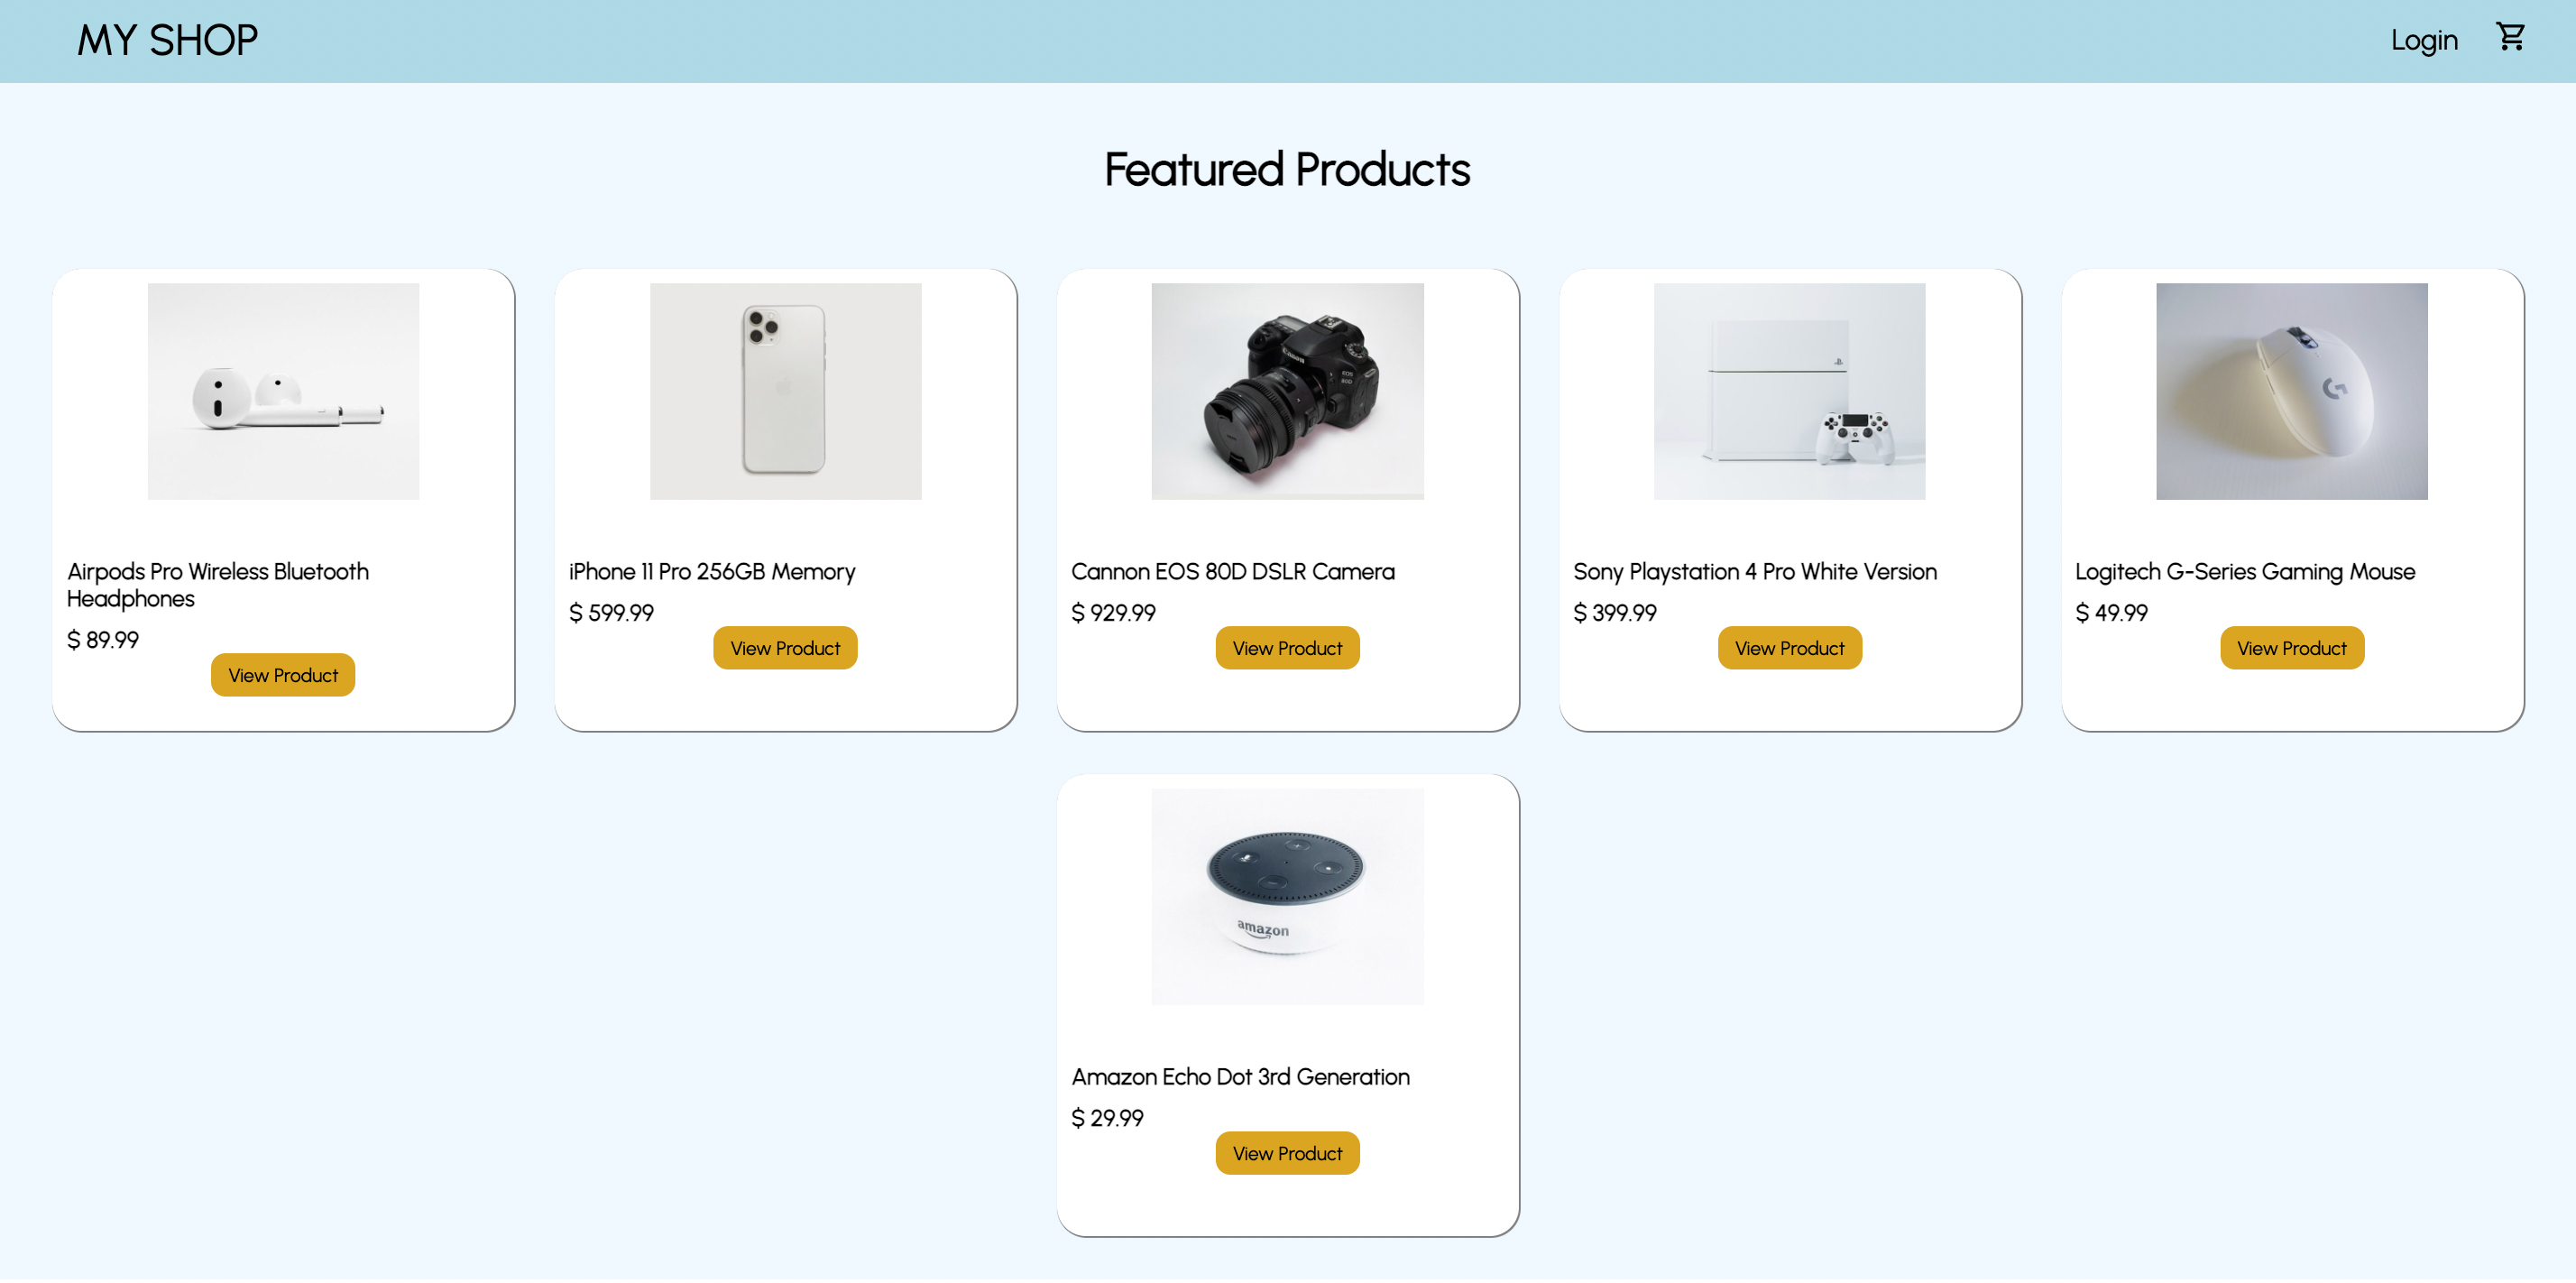 MY SHOP
Login
Featured Products
Canon
EOS
80D
Airpods Pro Wireless Bluetooth
Headphones
$ 89.99
View Product
iPhone 11 Pro 256GB Memory
$ 599.99
View Product
Cannon EOS 80D DSLR Camera
$ 929.99
View Product
Sony Playstation 4 Pro White Version
$ 399.99
View Product
Logitech G-Series Gaming Mouse
$ 49.99
View Product
amazon
Amazon Echo Dot 3rd Generation
$ 29.99
View Product